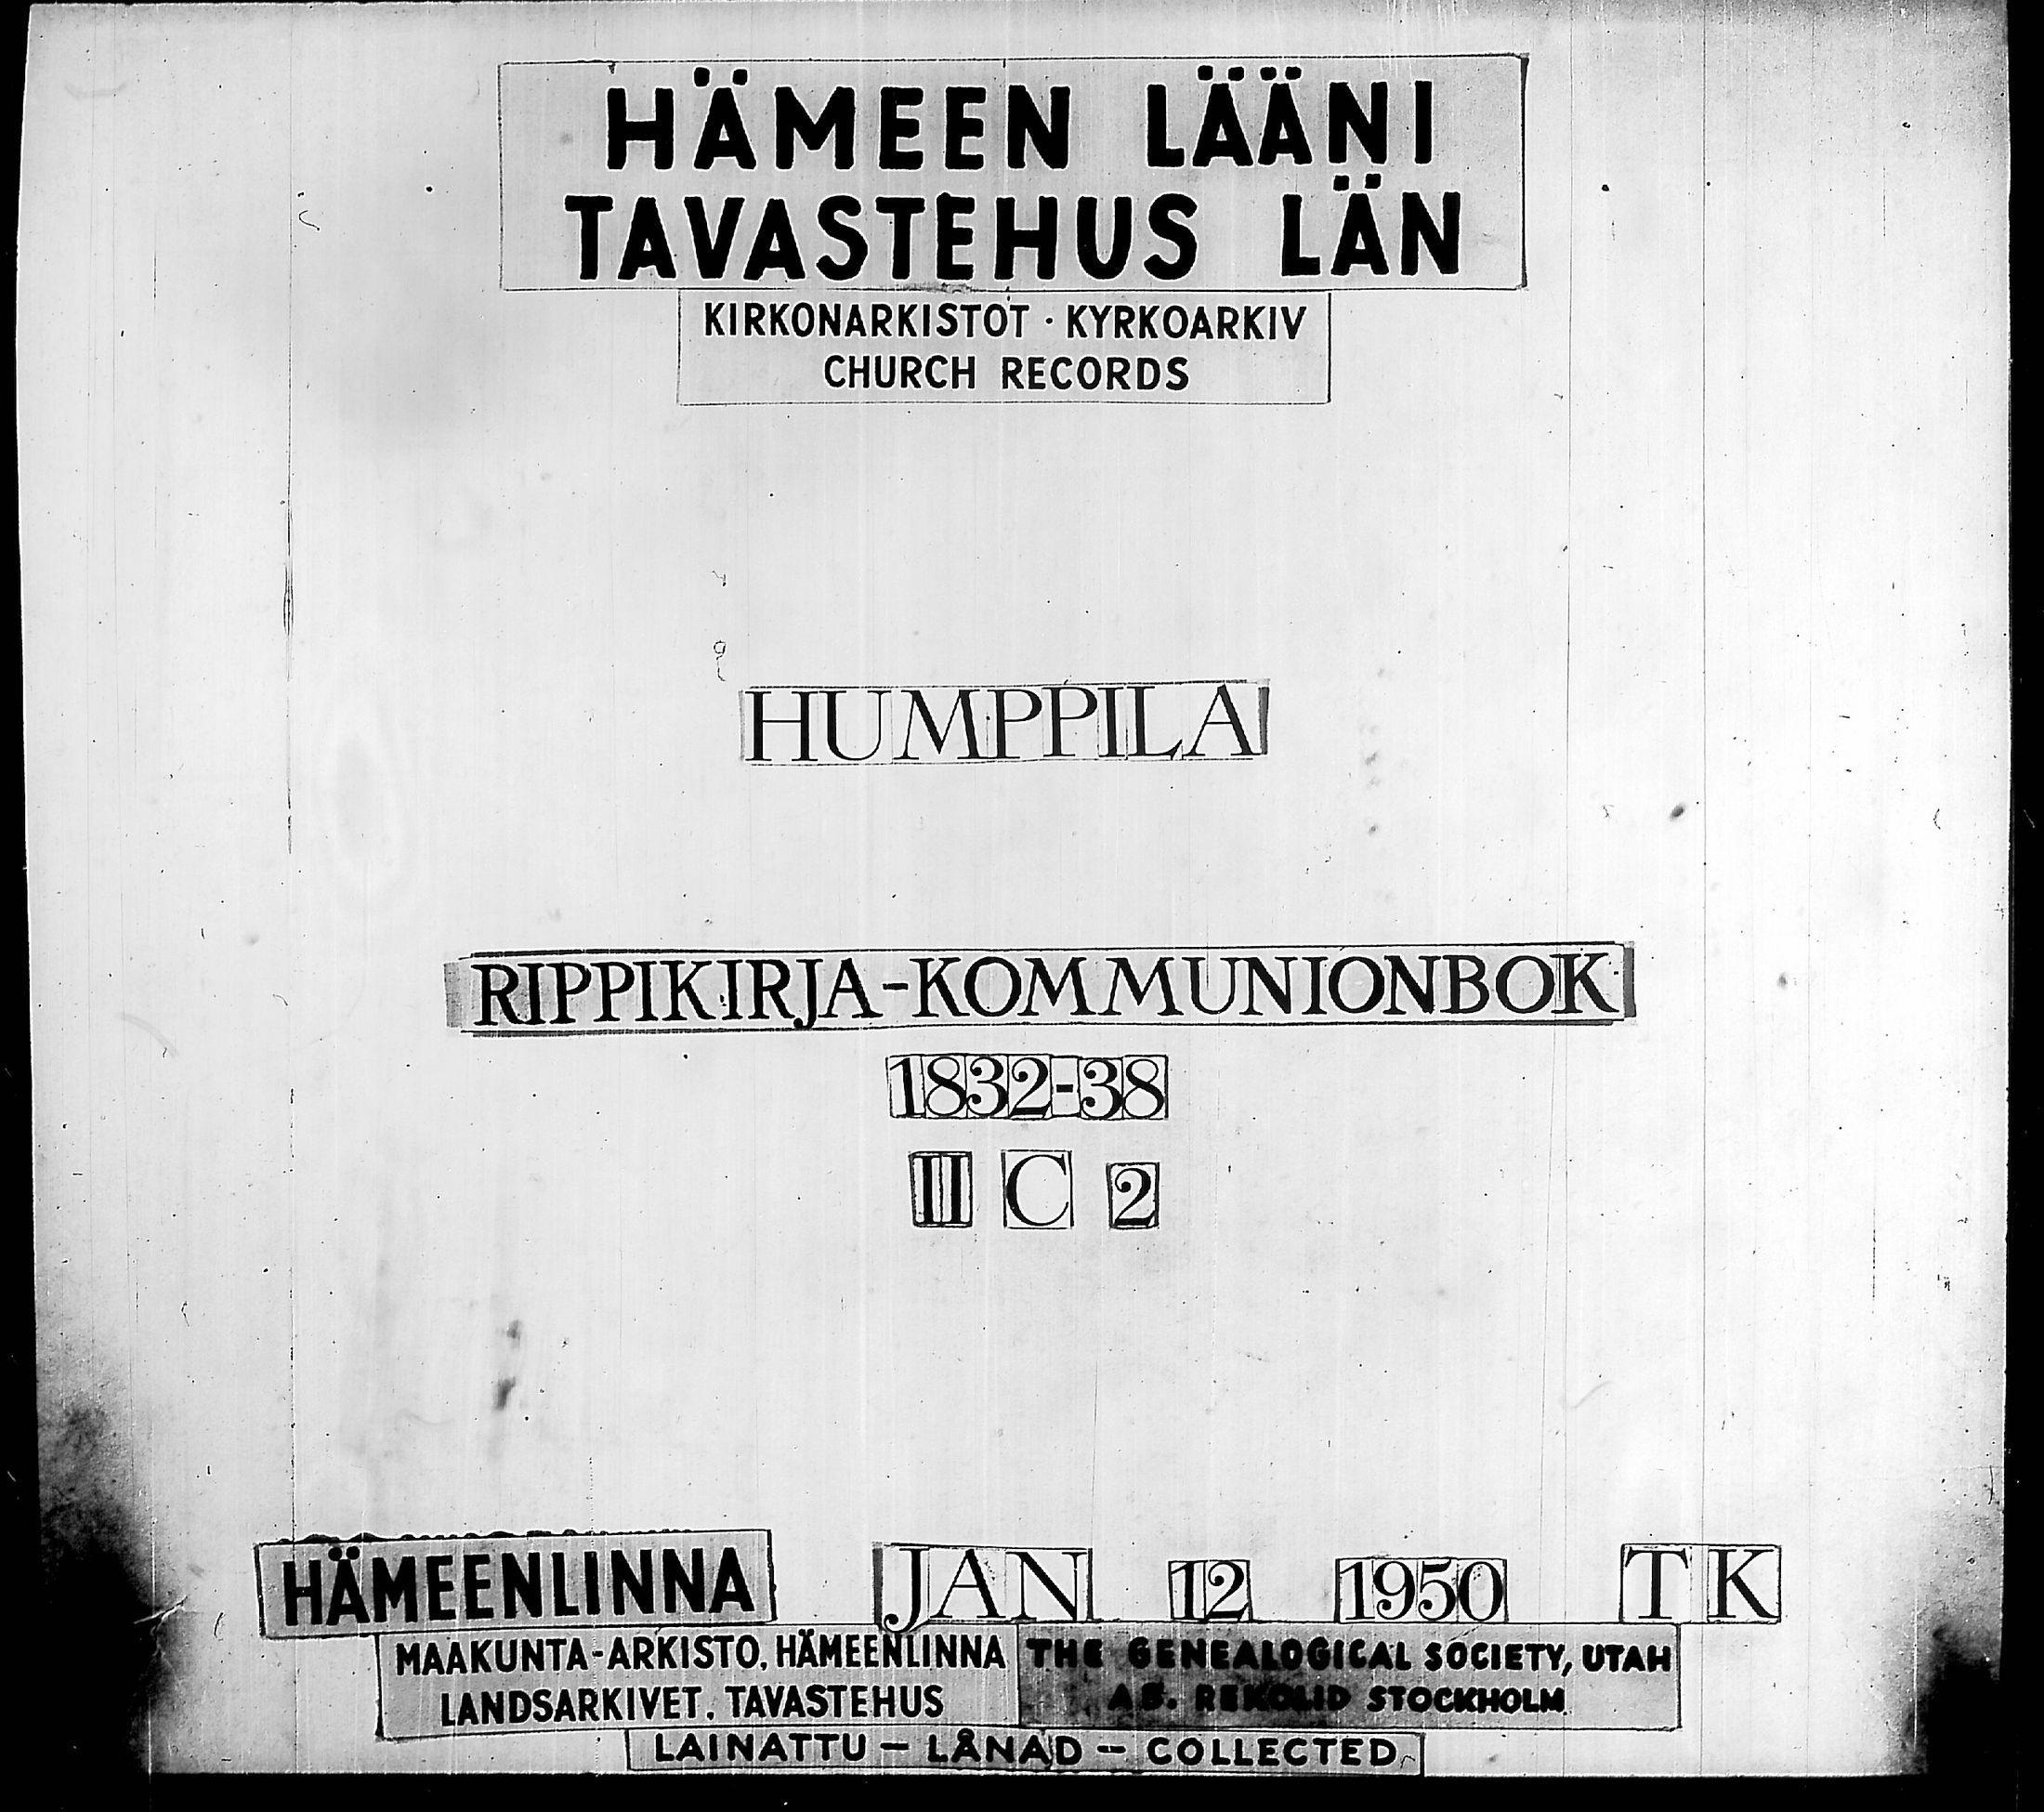 HÄMEEN LÄÄNI
TAVASTEHUS LÄN
KIRKONARKISTOT · KYRKOARKIV
CHURCH RECORDS
HUMPPILA
RIPPIKIRJA-KOMMUNIONBOK
1832-38
II C 2
HÄMEENLINNA JAN 12 1950 TK
MAAKUNTA-ARKISTO, HÄMEENLINNA
LANDSARKIVET, TAVASTEHUS
THE GENEALOGICAL SOCIETY, UTAH
AB. REKOLID STOCKHOLM
LAINATTU — LÅNAD — COLLECTED